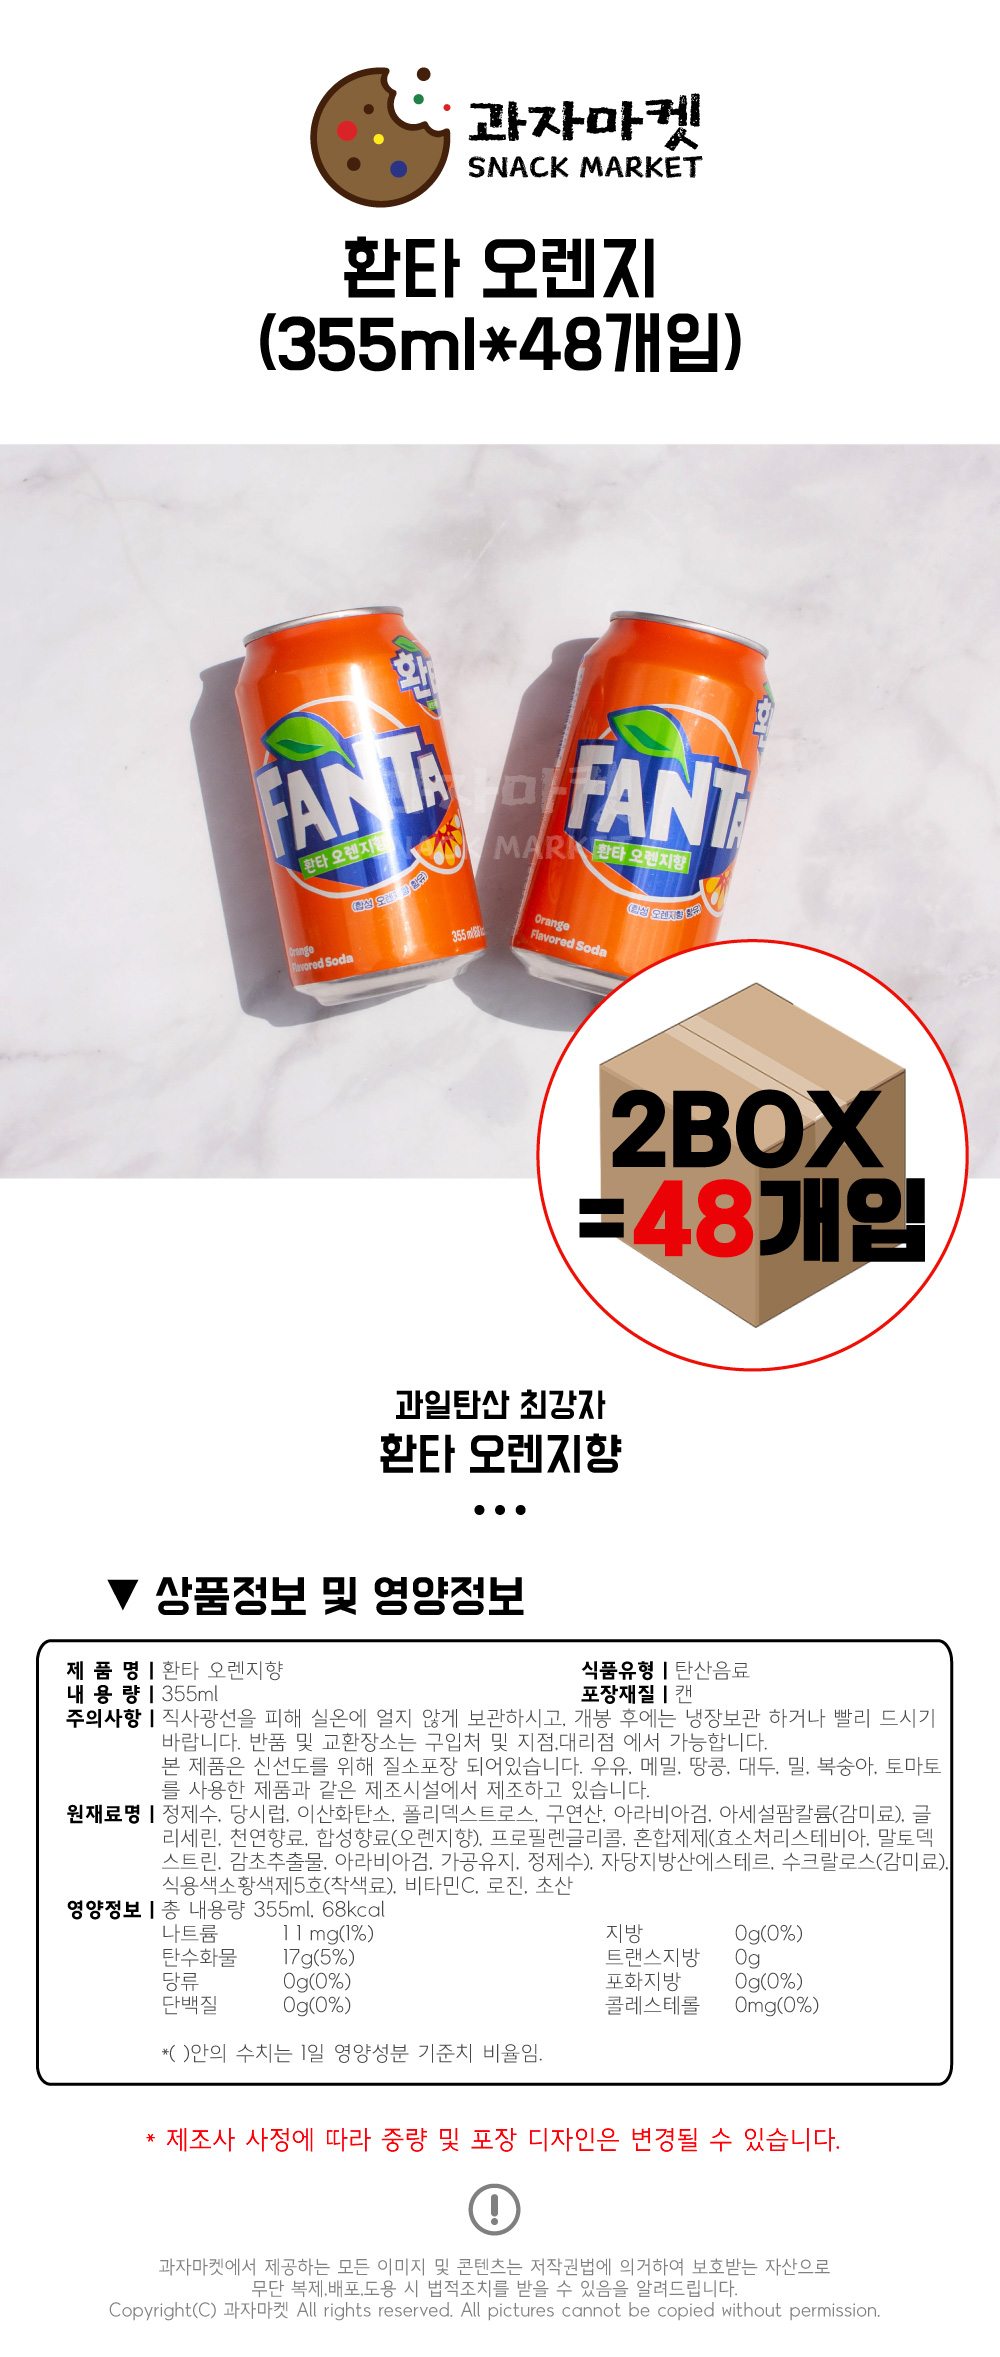 과자마켓
SNACK MARKET
환타 오렌지
(355ml*48개입)
FANTA
환타 오렌지향
(합성 오렌지향 함유)
Orange
Flavored Soda
355 ml
FANTA
환타 오렌지향
(합성 오렌지향 함유)
Orange
Flavored Soda
2BOX
=48개입
과일탄산 최강자
환타 오렌지향
...
▼ 상품정보 및 영양정보
제 품 명 | 환타 오렌지향 식품유형 | 탄산음료
내 용 량 | 355ml 포장재질 | 캔
주의사항 | 직사광선을 피해 실온에 얼지 않게 보관하시고, 개봉 후에는 냉장보관 하거나 빨리 드시기
바랍니다. 반품 및 교환장소는 구입처 및 지점,대리점 에서 가능합니다.
본 제품은 신선도를 위해 질소포장 되어있습니다. 우유, 메밀, 땅콩, 대두, 밀, 복숭아, 토마토
를 사용한 제품과 같은 제조시설에서 제조하고 있습니다.
원재료명 | 정제수, 당시럽, 이산화탄소, 폴리덱스트로스, 구연산, 아라비아검, 아세설팜칼륨(감미료), 글
리세린, 천연향료, 합성향료(오렌지향), 프로필렌글리콜, 혼합제제(효소처리스테비아, 말토덱
스트린, 감초추출물, 아라비아검, 가공유지, 정제수), 자당지방산에스테르, 수크랄로스(감미료),
식용색소황색제5호(착색료), 비타민C, 로진, 초산
영양정보 | 총 내용량 355ml, 68kcal
나트륨 11mg(1%) 지방 0g(0%)
탄수화물 17g(5%) 트랜스지방 0g
당류 0g(0%) 포화지방 0g(0%)
단백질 0g(0%) 콜레스테롤 0mg(0%)
*( )안의 수치는 1일 영양성분 기준치 비율임.
* 제조사 사정에 따라 중량 및 포장 디자인은 변경될 수 있습니다.
과자마켓에서 제공하는 모든 이미지 및 콘텐츠는 저작권법에 의거하여 보호받는 자산으로
무단 복제,배포,도용 시 법적조치를 받을 수 있음을 알려드립니다.
Copyright(C) 과자마켓 All rights reserved. All pictures cannot be copied without permission.